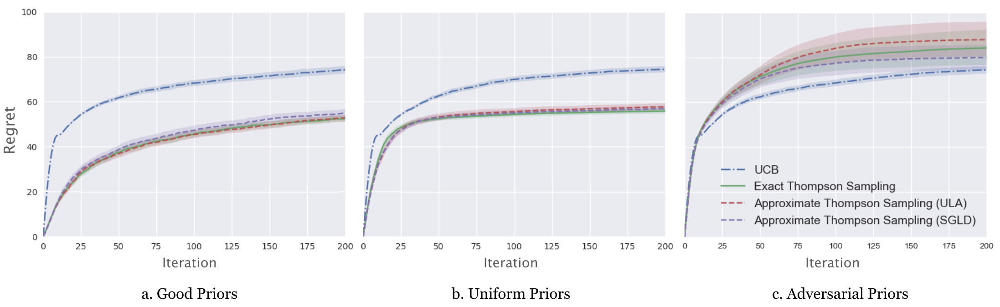 100
80
60
40
20
0
Regret
0 25 50 75 100 125 150 175 200
0 25 50 75 100 125 150 175 200
0 25 50 75 100 125 150 175 200
Iteration
Iteration
Iteration
UCB
Exact Thompson Sampling
Approximate Thompson Sampling (ULA)
Approximate Thompson Sampling (SGLD)
a. Good Priors
b. Uniform Priors
c. Adversarial Priors